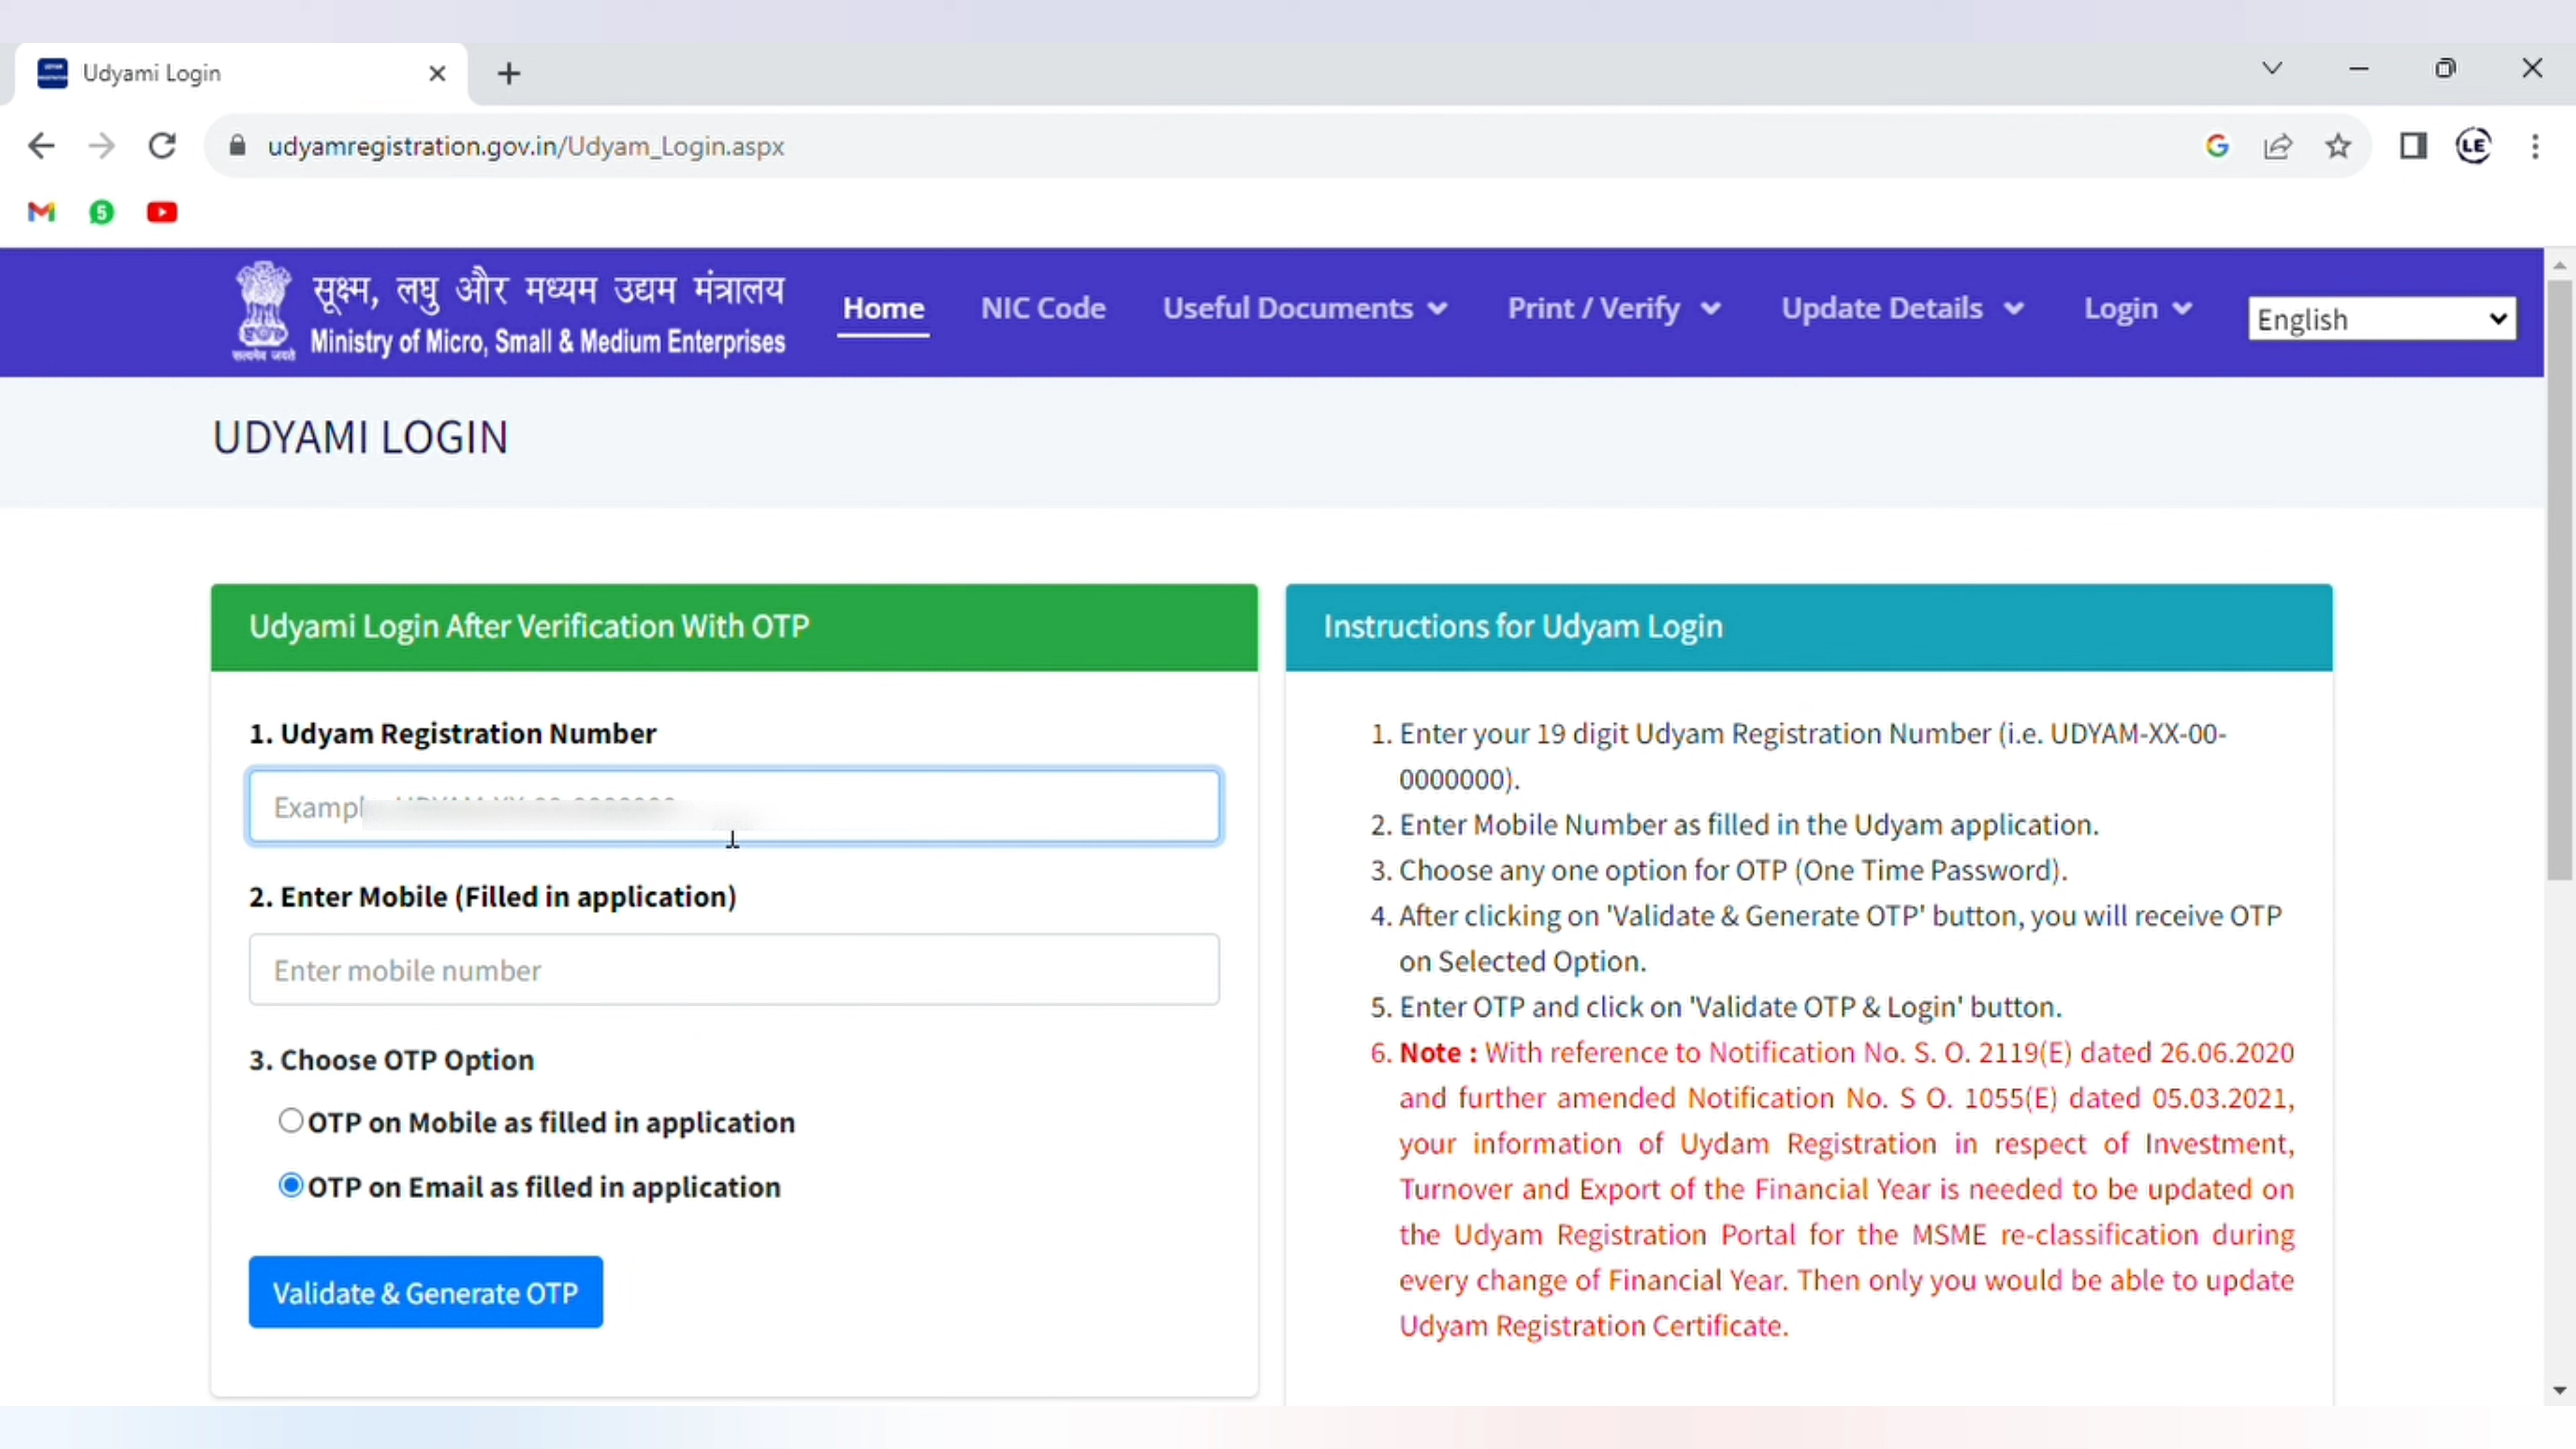 Udyami Login
udyamregistration.gov.in/Udyam_Login.aspx
LE
5
सूक्ष्म, लघु और मध्यम उद्यम मंत्रालय
Ministry of Micro, Small & Medium Enterprises
सत्यमेव जयते
Home
NIC Code
Useful Documents
Print / Verify
Update Details
Login
English
UDYAMI LOGIN
Udyami Login After Verification With OTP
1. Udyam Registration Number
2. Enter Mobile (Filled in application)
Enter mobile number
3. Choose OTP Option
OTP on Mobile as filled in application
OTP on Email as filled in application
Validate & Generate OTP
Instructions for Udyam Login
1. Enter your 19 digit Udyam Registration Number (i.e. UDYAM-XX-00-
0000000).
2. Enter Mobile Number as filled in the Udyam application.
3. Choose any one option for OTP (One Time Password).
4. After clicking on 'Validate & Generate OTP' button, you will receive OTP
on Selected Option.
5. Enter OTP and click on 'Validate OTP & Login' button.
6. Note : With reference to Notification No. S. O. 2119(E) dated 26.06.2020
and further amended Notification No. S O. 1055(E) dated 05.03.2021,
your information of Uydam Registration in respect of Investment,
Turnover and Export of the Financial Year is needed to be updated on
the Udyam Registration Portal for the MSME re-classification during
every change of Financial Year. Then only you would be able to update
Udyam Registration Certificate.